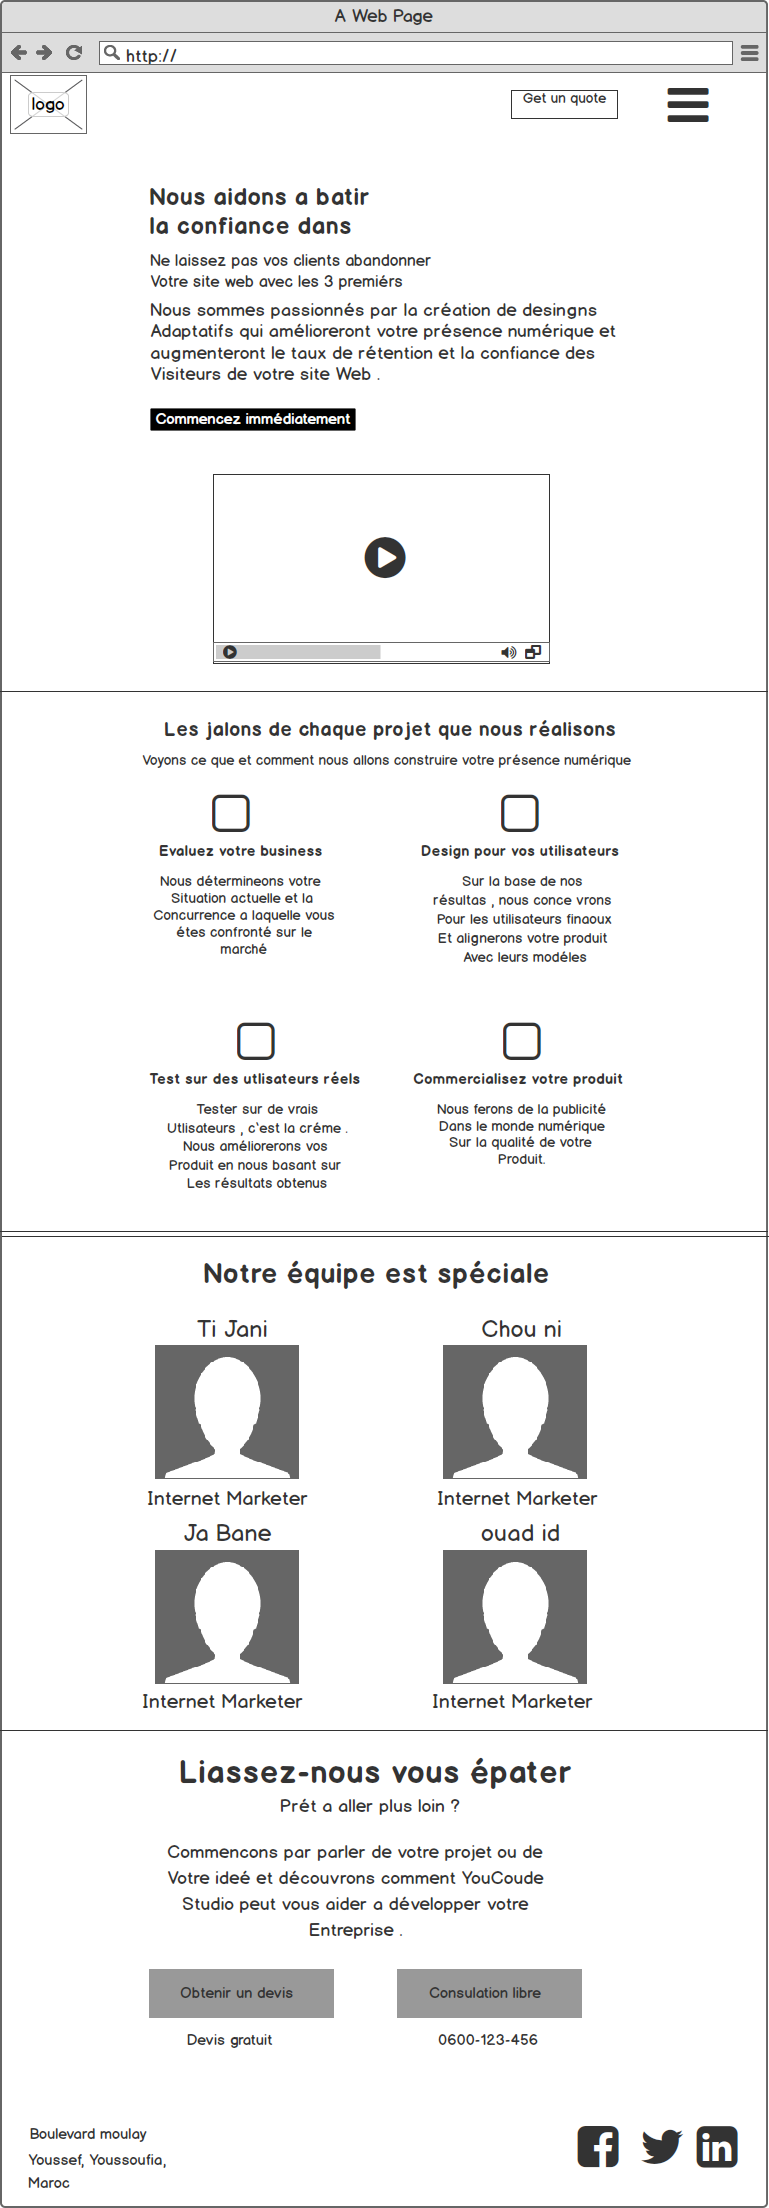 A Web Page
http://
logo
Get un quote
Nous aidons a batir
la confiance dans
Ne laissez pas vos clients abandonner
Votre site web avec les 3 premiérs
Nous sommes passionnés par la création de desingns
Adaptatifs qui amélioreront votre présence numérique et
augmenteront le taux de rétention et la confiance des
Visiteurs de votre site Web .
Commencez immédiatement
Les jalons de chaque projet que nous réalisons
Voyons ce que et comment nous allons construire votre présence numérique
Evaluez votre business
Nous détermineons votre
Situation actuelle et la
Concurrence a laquelle vous
étes confronté sur le
marché
Design pour vos utilisateurs
Sur la base de nos
résultas , nous conce vrons
Pour les utilisateurs finaoux
Et alignerons votre produit
Avec leurs modéles
Test sur des utlisateurs réels
Tester sur de vrais
Utlisateurs , c'est la créme .
Nous améliorerons vos
Produit en nous basant sur
Les résultats obtenus
Commercialisez votre produit
Nous ferons de la publicité
Dans le monde numérique
Sur la qualité de votre
Produit.
Notre équipe est spéciale
Ti Jani
Chou ni
Internet Marketer
Internet Marketer
Ja Bane
ouad id
Internet Marketer
Internet Marketer
Liassez-nous vous épater
Prét a aller plus loin ?
Commencons par parler de votre projet ou de
Votre ideé et découvrons comment YouCoude
Studio peut vous aider a développer votre
Entreprise .
Obtenir un devis
Consulation libre
Devis gratuit
0600-123-456
Boulevard moulay
Youssef, Youssoufia,
Maroc